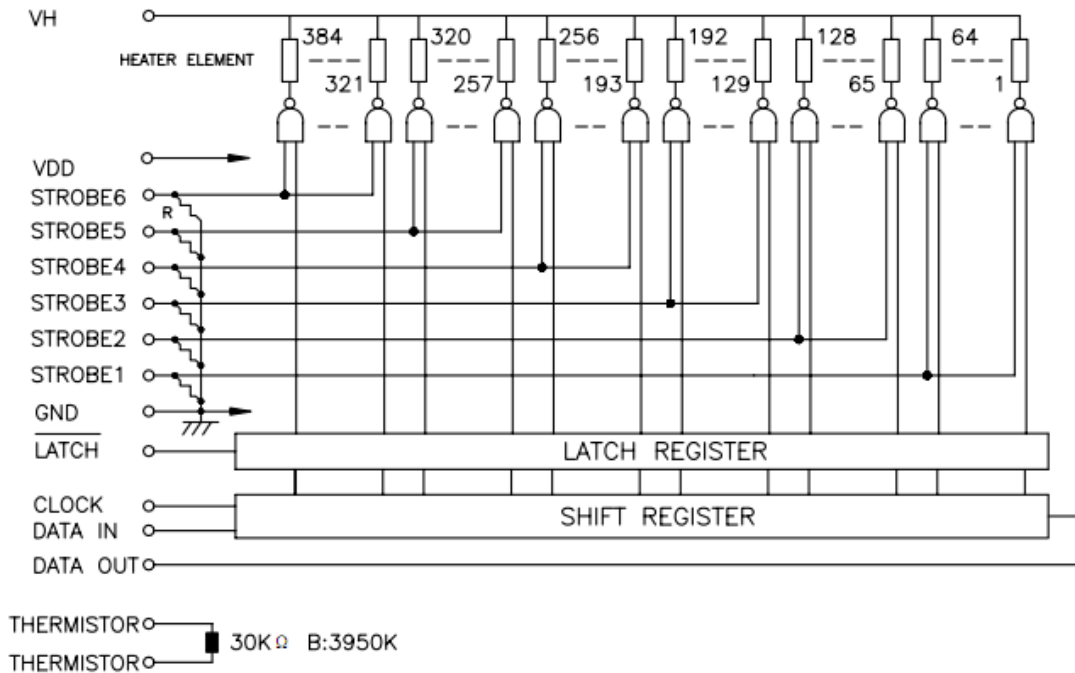 VH
384 320 256 192 128 64
HEATER ELEMENT
321 257 193 129 65 1
VDD
STROBE6
R
STROBE5
STROBE4
STROBE3
STROBE2
STROBE1
GND
LATCH
LATCH REGISTER
CLOCK
SHIFT REGISTER
DATA IN
DATA OUT
THERMISTOR
30KΩ B:3950K
THERMISTOR